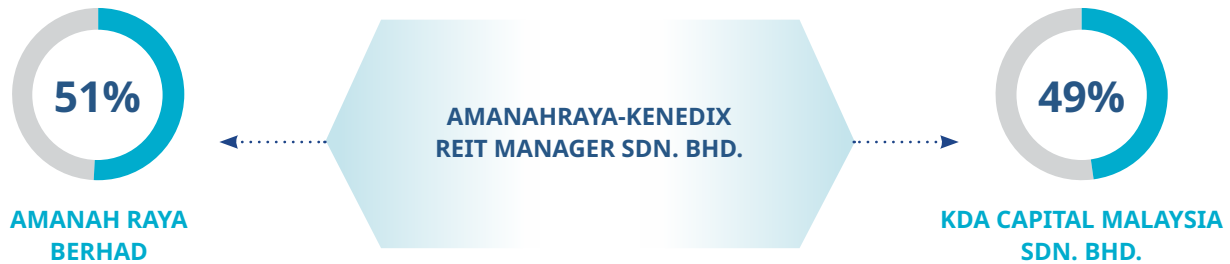 51%
AMANAH RAYA
BERHAD
AMANAHRAYA-KENEDIX
REIT MANAGER SDN. BHD.
49%
KDA CAPITAL MALAYSIA
SDN. BHD.